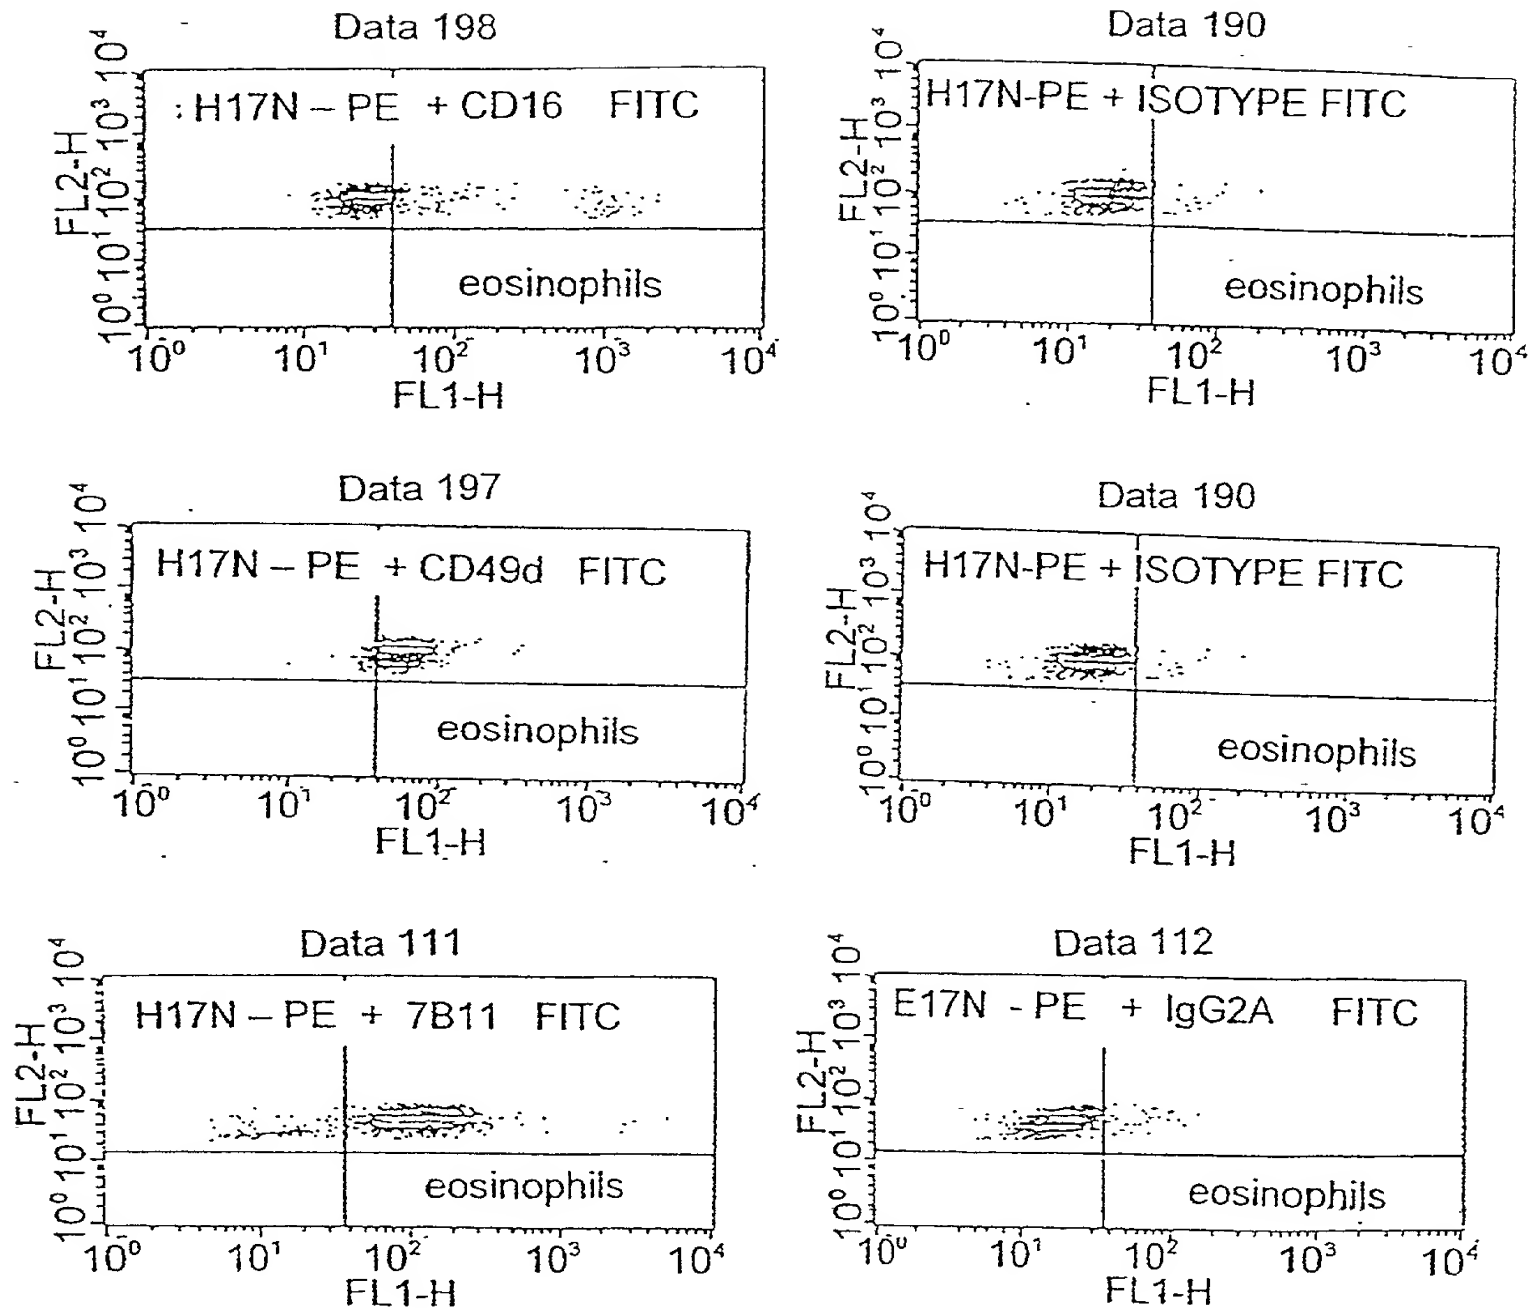 Data 198
: H17N – PE + CD16 FITC
FL2-H
10⁰ 10¹ 10² 10³ 10⁴
eosinophils
10⁰ 10¹ 10² 10³ 10⁴
FL1-H
Data 190
H17N-PE + ISOTYPE FITC
FL2-H
10⁰ 10¹ 10² 10³ 10⁴
eosinophils
10⁰ 10¹ 10² 10³ 10⁴
FL1-H
Data 197
H17N – PE + CD49d FITC
FL2-H
10⁰ 10¹ 10² 10³ 10⁴
eosinophils
10⁰ 10¹ 10² 10³ 10⁴
FL1-H
Data 190
H17N-PE + ISOTYPE FITC
FL2-H
10⁰ 10¹ 10² 10³ 10⁴
eosinophils
10⁰ 10¹ 10² 10³ 10⁴
FL1-H
Data 111
H17N – PE + 7B11 FITC
FL2-H
10⁰ 10¹ 10² 10³ 10⁴
eosinophils
10⁰ 10¹ 10² 10³ 10⁴
FL1-H
Data 112
E17N - PE + IgG2A FITC
FL2-H
10⁰ 10¹ 10² 10³ 10⁴
eosinophils
10⁰ 10¹ 10² 10³ 10⁴
FL1-H